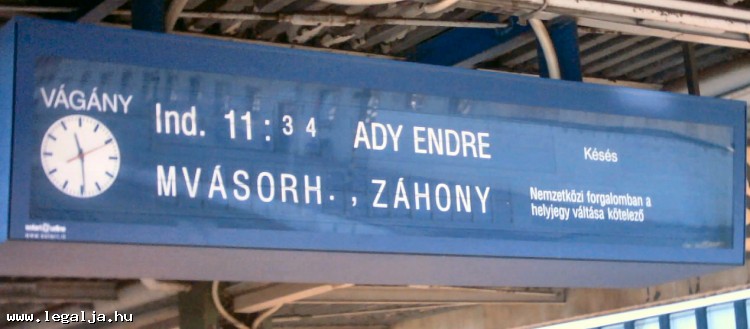 VÁGÁNY
Ind. 11:34 ADY ENDRE
Késés
MVÁSORH., ZÁHONY
Nemzetközi forgalomban a
helyjegy váltása kötelező
www.legalja.hu